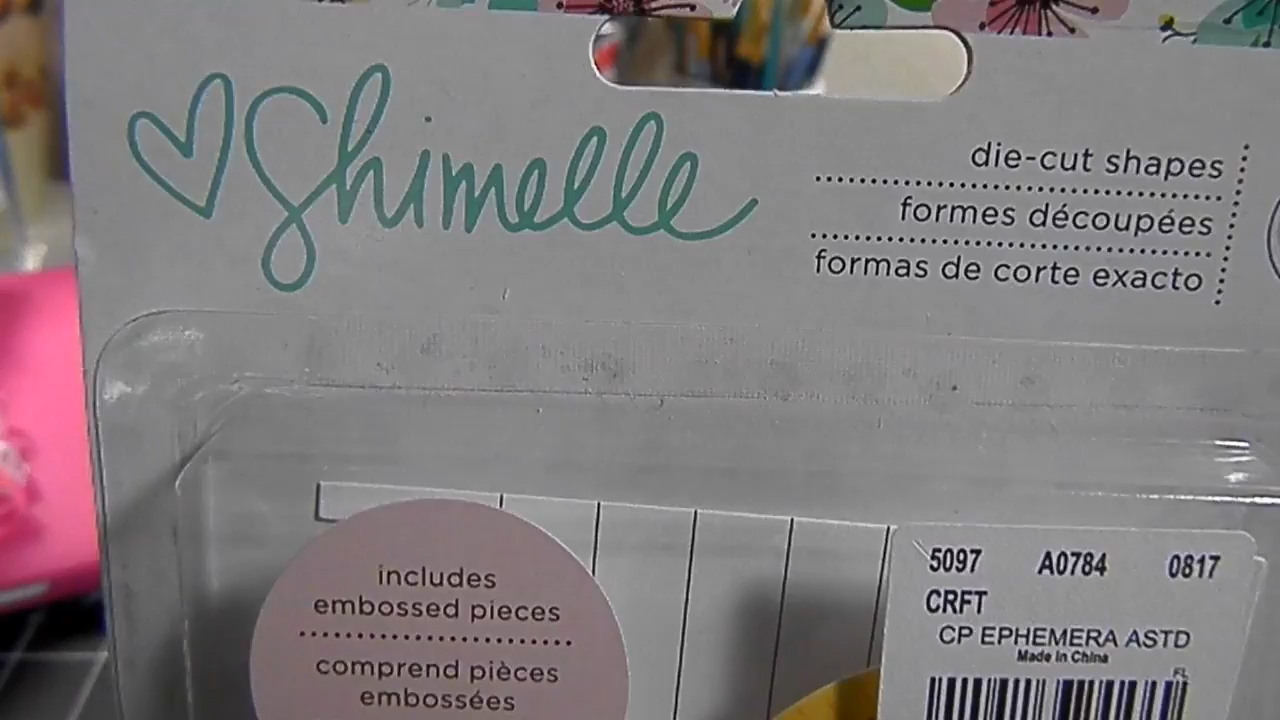 Shimelle
die-cut shapes
formes découpées
formas de corte exacto
includes
embossed pieces
comprend pièces
embossées
5097 A0784 0817
CRFT
CP EPHEMERA ASTD
Made In China
FL